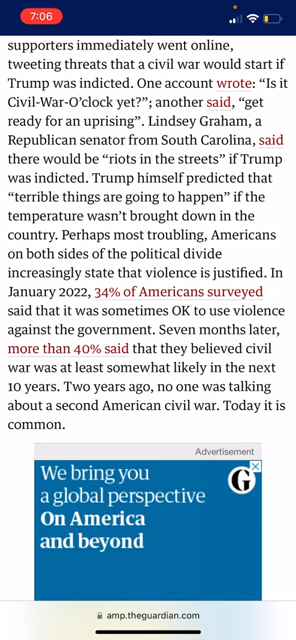 7:06
supporters immediately went online,
tweeting threats that a civil war would start if
Trump was indicted. One account wrote: “Is it
Civil-War-O’clock yet?”; another said, “get
ready for an uprising”. Lindsey Graham, a
Republican senator from South Carolina, said
there would be “riots in the streets” if Trump
was indicted. Trump himself predicted that
“terrible things are going to happen” if the
temperature wasn’t brought down in the
country. Perhaps most troubling, Americans
on both sides of the political divide
increasingly state that violence is justified. In
January 2022, 34% of Americans surveyed
said that it was sometimes OK to use violence
against the government. Seven months later,
more than 40% said that they believed civil
war was at least somewhat likely in the next
10 years. Two years ago, no one was talking
about a second American civil war. Today it is
common.
Advertisement
We bring you
a global perspective
On America
and beyond
G
amp.theguardian.com